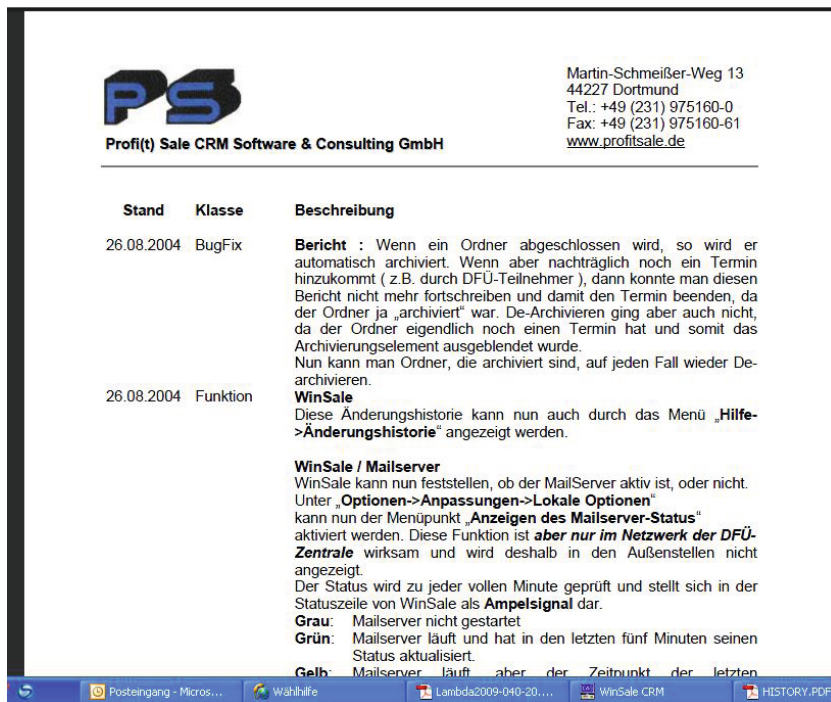 PS
Martin-Schmeißer-Weg 13
44227 Dortmund
Tel.: +49 (231) 975160-0
Fax: +49 (231) 975160-61
www.profitsale.de
Profi(t) Sale CRM Software & Consulting GmbH
Stand Klasse Beschreibung
26.08.2004 BugFix Bericht : Wenn ein Ordner abgeschlossen wird, so wird er
automatisch archiviert. Wenn aber nachträglich noch ein Termin
hinzukommt ( z.B. durch DFÜ-Teilnehmer ), dann konnte man diesen
Bericht nicht mehr fortschreiben und damit den Termin beenden, da
der Ordner ja „archiviert“ war. De-Archivieren ging aber auch nicht,
da der Ordner eigendlich noch einen Termin hat und somit das
Archivierungselement ausgeblendet wurde.
Nun kann man Ordner, die archiviert sind, auf jeden Fall wieder De-
archivieren.
26.08.2004 Funktion WinSale
Diese Änderungshistorie kann nun auch durch das Menü „Hilfe-
>Änderungshistorie“ angezeigt werden.
WinSale / Mailserver
WinSale kann nun feststellen, ob der MailServer aktiv ist, oder nicht.
Unter „Optionen->Anpassungen->Lokale Optionen“
kann nun der Menüpunkt „Anzeigen des Mailserver-Status“
aktiviert werden. Diese Funktion ist aber nur im Netzwerk der DFÜ-
Zentrale wirksam und wird deshalb in den Außenstellen nicht
angezeigt.
Der Status wird zu jeder vollen Minute geprüft und stellt sich in der
Statuszeile von WinSale als Ampelsignal dar.
Grau: Mailserver nicht gestartet
Grün: Mailserver läuft und hat in den letzten fünf Minuten seinen
Status aktualisiert.
Gelb: Mailserver läuft, aber der Zeitpunkt der letzten
Posteingang - Micros... Wählhilfe Lambda2009-040-20.... WinSale CRM HISTORY.PDF